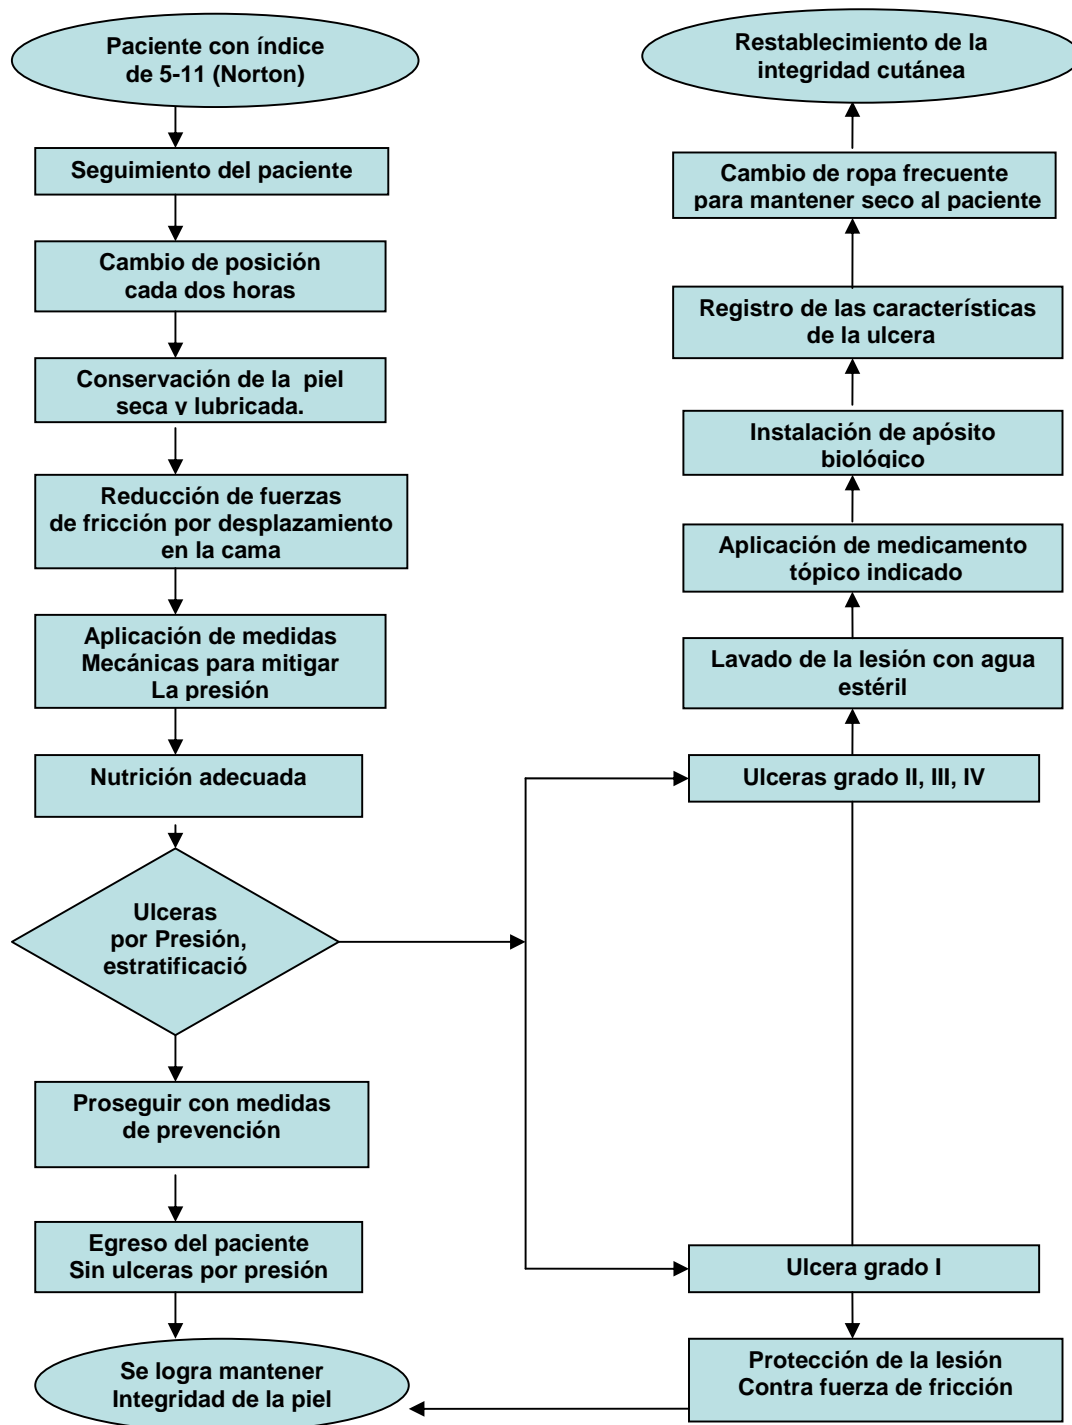 Paciente con índice
de 5-11 (Norton)
Seguimiento del paciente
Cambio de posición
cada dos horas
Conservación de la piel
seca y lubricada.
Reducción de fuerzas
de fricción por desplazamiento
en la cama
Aplicación de medidas
Mecánicas para mitigar
La presión
Nutrición adecuada
Ulceras
por Presión,
estratificació
Proseguir con medidas
de prevención
Egreso del paciente
Sin ulceras por presión
Se logra mantener
Integridad de la piel
Restablecimiento de la
integridad cutánea
Cambio de ropa frecuente
para mantener seco al paciente
Registro de las características
de la ulcera
Instalación de apósito
biológico
Aplicación de medicamento
tópico indicado
Lavado de la lesión con agua
estéril
Ulceras grado II, III, IV
Ulcera grado I
Protección de la lesión
Contra fuerza de fricción